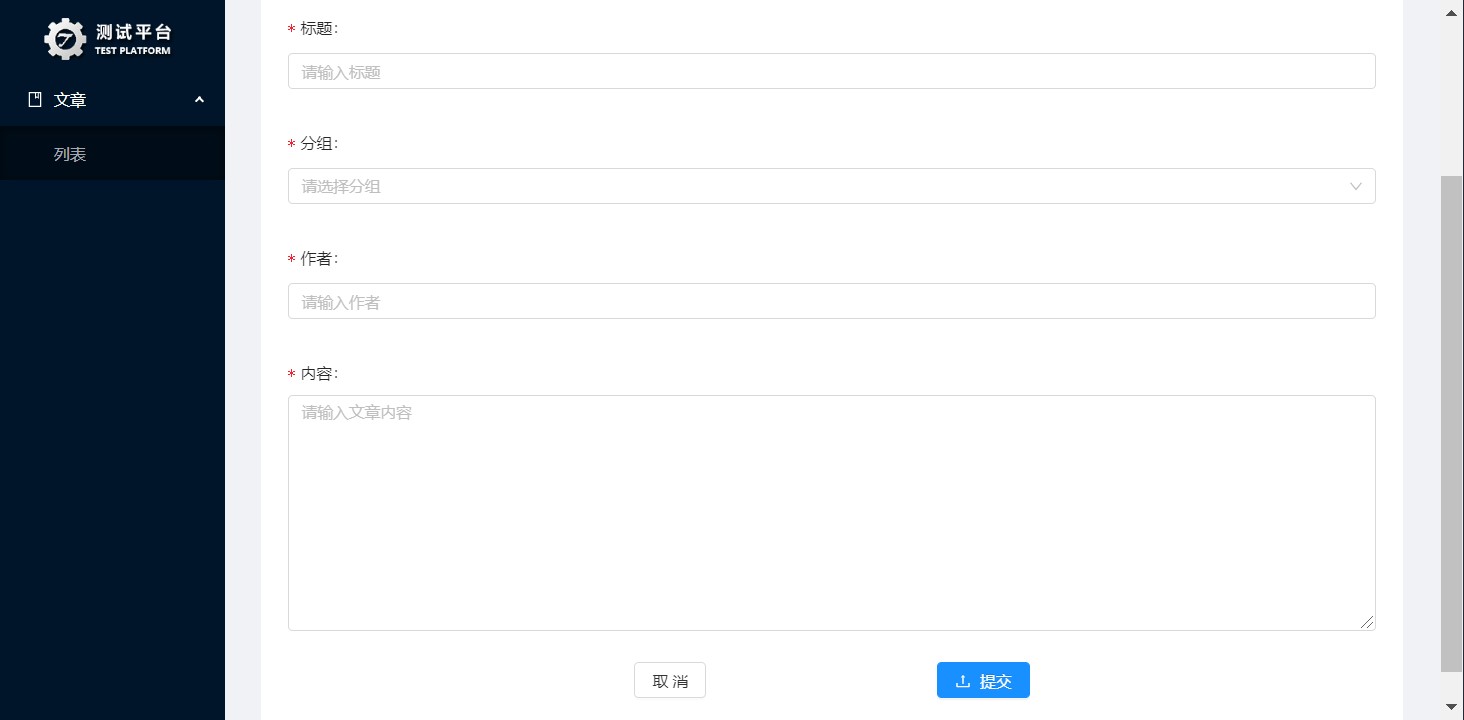 测试平台
TEST PLATFORM
文章
列表
* 标题:
请输入标题
* 分组:
请选择分组
* 作者:
请输入作者
* 内容:
请输入文章内容
取 消
提交